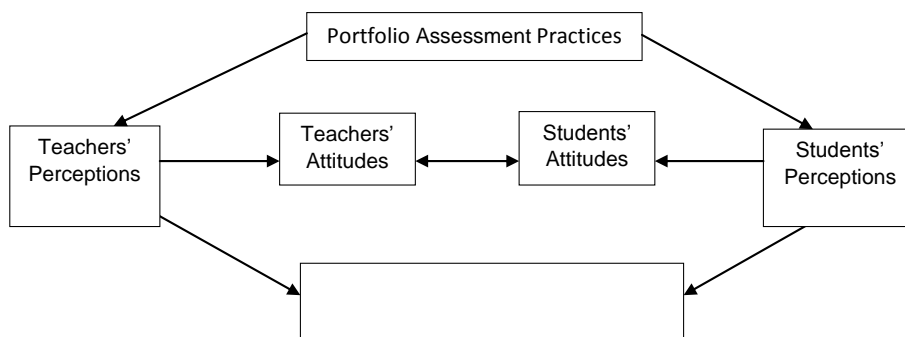 Portfolio Assessment Practices
Teachers’
Perceptions
Teachers’
Attitudes
Students’
Attitudes
Students’
Perceptions